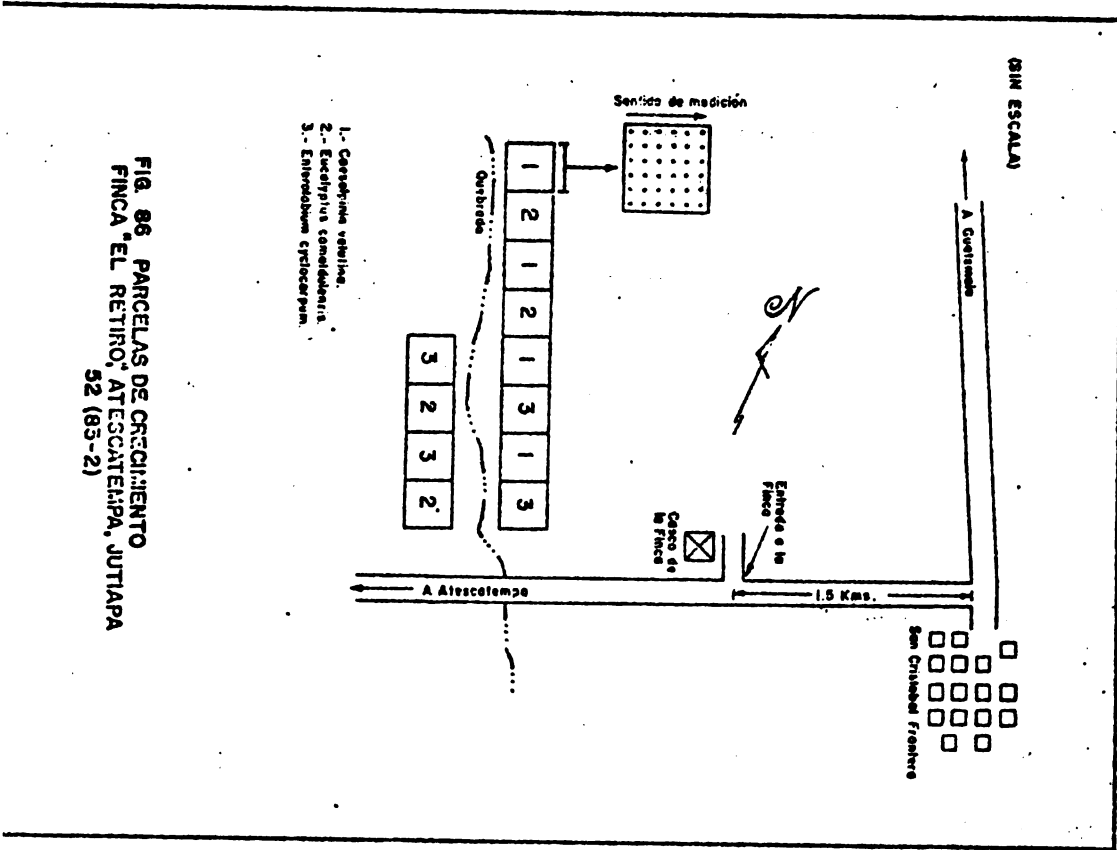 (SIN ESCALA)
A Guatemala
Sentido de medición
N
1.5 Kms.
San Cristobal Frontera
Entrada a la
Finca
Casco de
la Finca
A Atescatempa
1
2
1
2
1
3
1
3
Quebrada
3
2
3
2
1.- Caesalpinia velutina.
2.- Eucalyptus camaldulensis.
3.- Enterolobium cyclocarpum.
FIG. 86 PARCELAS DE CRECIMIENTO
FINCA "EL RETIRO," ATESCATEMPA, JUTIAPA
52 (85-2)